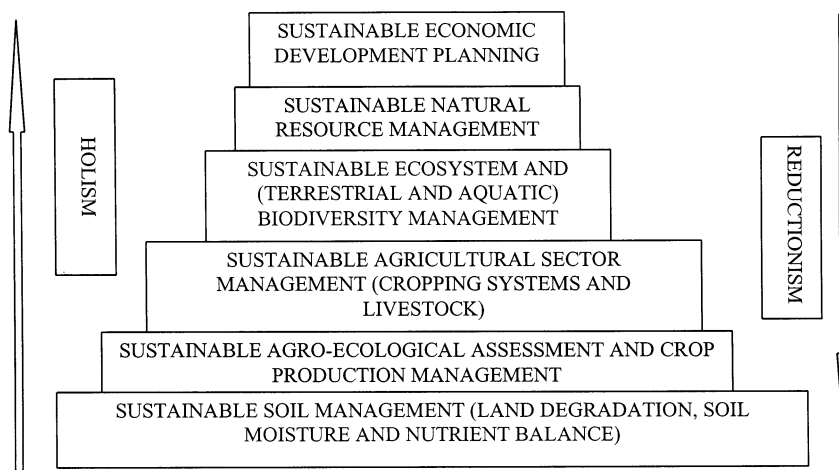 SUSTAINABLE ECONOMIC
DEVELOPMENT PLANNING
SUSTAINABLE NATURAL
RESOURCE MANAGEMENT
HOLISM
SUSTAINABLE ECOSYSTEM AND
(TERRESTRIAL AND AQUATIC)
BIODIVERSITY MANAGEMENT
REDUCTIONISM
SUSTAINABLE AGRICULTURAL SECTOR
MANAGEMENT (CROPPING SYSTEMS AND
LIVESTOCK)
SUSTAINABLE AGRO-ECOLOGICAL ASSESSMENT AND CROP
PRODUCTION MANAGEMENT
SUSTAINABLE SOIL MANAGEMENT (LAND DEGRADATION, SOIL
MOISTURE AND NUTRIENT BALANCE)